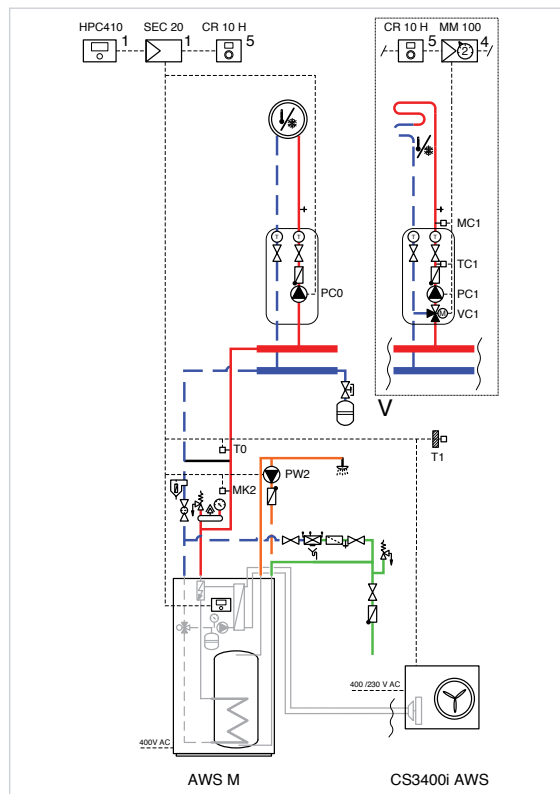 HPC410 SEC 20 CR 10 H
1 1 5
CR 10 H MM 100
5 2 4
MC1
T T
T T
TC1
PC0
PC1
M VC1
V
T0
T1
PW2
MK2
400 /230 V AC
400V AC
AWS M CS3400i AWS